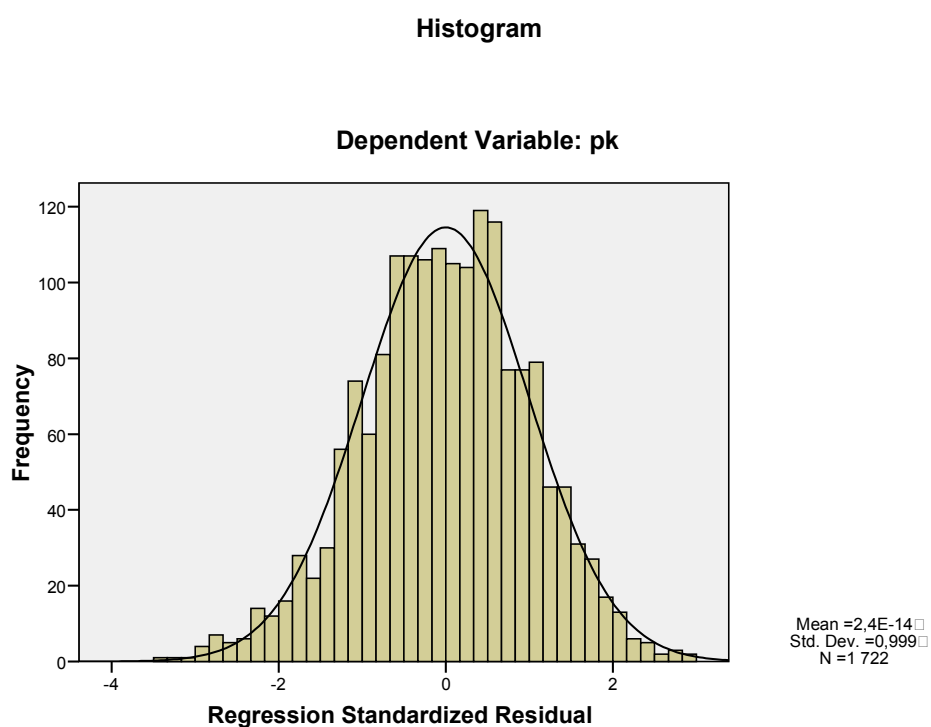 Histogram
Dependent Variable: pk
120
100
80
60
40
20
0
Frequency
-4 -2 0 2
Regression Standardized Residual
Mean =2,4E-14□
Std. Dev. =0,999□
N =1 722